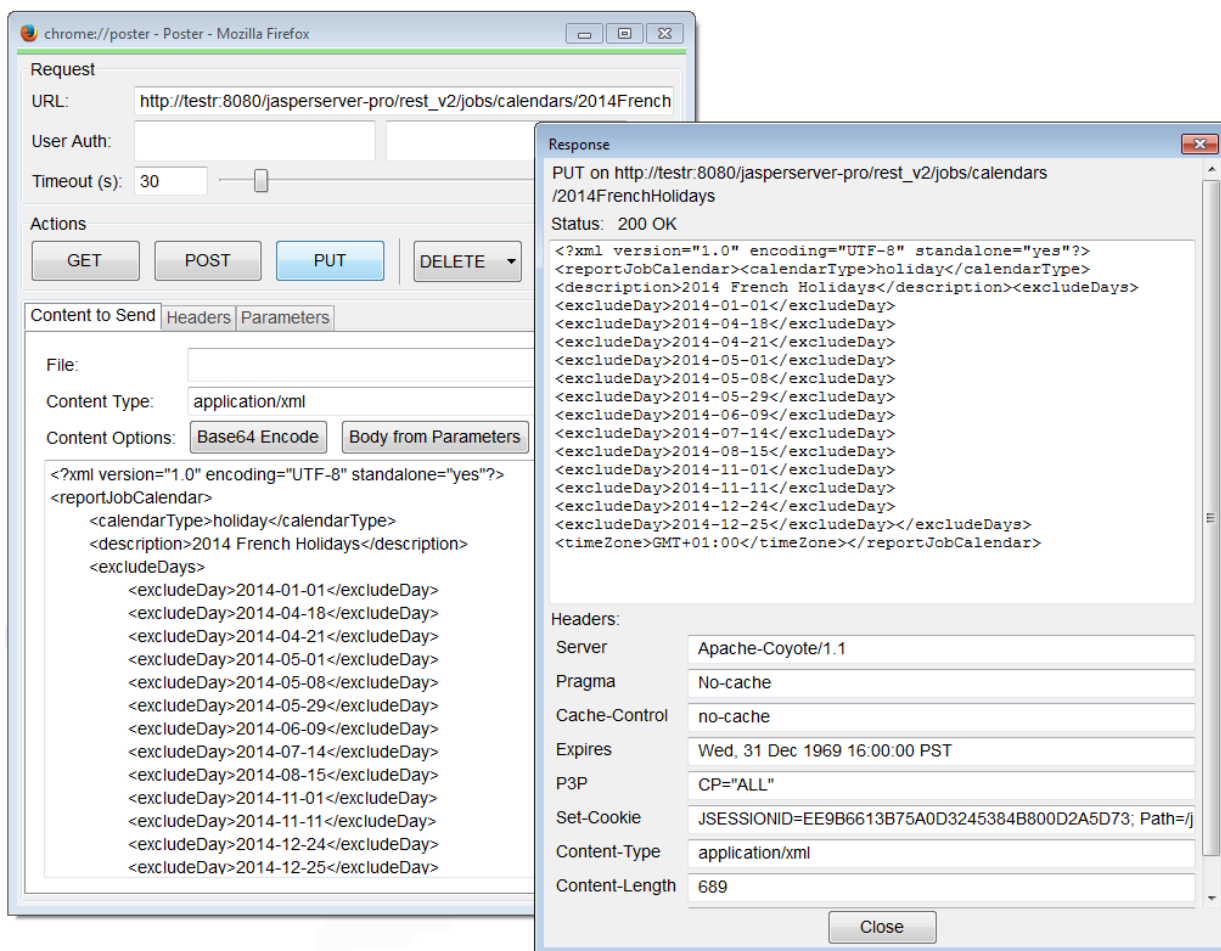 chrome://poster - Poster - Mozilla Firefox
Request
URL: http://testr:8080/jasperserver-pro/rest_v2/jobs/calendars/2014French
User Auth:
Timeout (s): 30
Actions
GET POST PUT DELETE
Content to Send Headers Parameters
File:
Content Type: application/xml
Content Options: Base64 Encode Body from Parameters
<?xml version="1.0" encoding="UTF-8" standalone="yes"?>
<reportJobCalendar>
<calendarType>holiday</calendarType>
<description>2014 French Holidays</description>
<excludeDays>
<excludeDay>2014-01-01</excludeDay>
<excludeDay>2014-04-18</excludeDay>
<excludeDay>2014-04-21</excludeDay>
<excludeDay>2014-05-01</excludeDay>
<excludeDay>2014-05-08</excludeDay>
<excludeDay>2014-05-29</excludeDay>
<excludeDay>2014-06-09</excludeDay>
<excludeDay>2014-07-14</excludeDay>
<excludeDay>2014-08-15</excludeDay>
<excludeDay>2014-11-01</excludeDay>
<excludeDay>2014-11-11</excludeDay>
<excludeDay>2014-12-24</excludeDay>
<excludeDay>2014-12-25</excludeDay>
Response
PUT on http://testr:8080/jasperserver-pro/rest_v2/jobs/calendars
/2014FrenchHolidays
Status: 200 OK
<?xml version="1.0" encoding="UTF-8" standalone="yes"?>
<reportJobCalendar><calendarType>holiday</calendarType>
<description>2014 French Holidays</description><excludeDays>
<excludeDay>2014-01-01</excludeDay>
<excludeDay>2014-04-18</excludeDay>
<excludeDay>2014-04-21</excludeDay>
<excludeDay>2014-05-01</excludeDay>
<excludeDay>2014-05-08</excludeDay>
<excludeDay>2014-05-29</excludeDay>
<excludeDay>2014-06-09</excludeDay>
<excludeDay>2014-07-14</excludeDay>
<excludeDay>2014-08-15</excludeDay>
<excludeDay>2014-11-01</excludeDay>
<excludeDay>2014-11-11</excludeDay>
<excludeDay>2014-12-24</excludeDay>
<excludeDay>2014-12-25</excludeDay></excludeDays>
<timeZone>GMT+01:00</timeZone></reportJobCalendar>
Headers:
Server Apache-Coyote/1.1
Pragma No-cache
Cache-Control no-cache
Expires Wed, 31 Dec 1969 16:00:00 PST
P3P CP="ALL"
Set-Cookie JSESSIONID=EE9B6613B75A0D3245384B800D2A5D73; Path=/j
Content-Type application/xml
Content-Length 689
Close